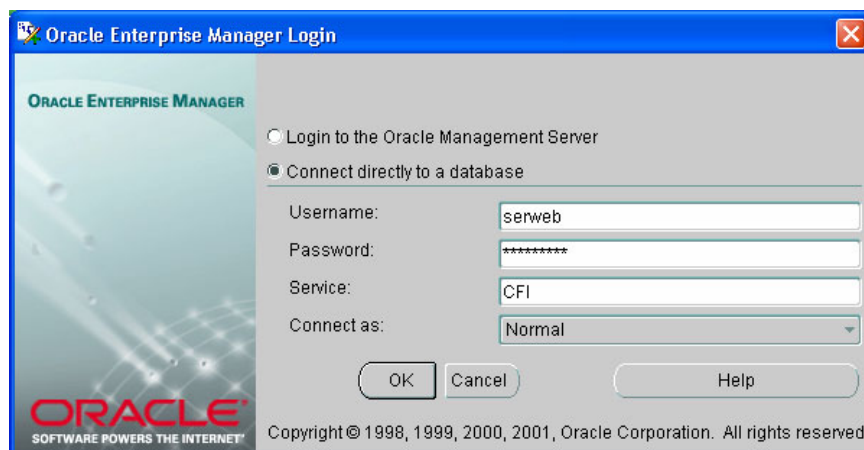 Oracle Enterprise Manager Login
ORACLE ENTERPRISE MANAGER
Login to the Oracle Management Server
Connect directly to a database
Username:
serweb
Password:
*********
Service:
CFI
Connect as:
Normal
OK
Cancel
Help
ORACLE®
SOFTWARE POWERS THE INTERNET™
Copyright © 1998, 1999, 2000, 2001, Oracle Corporation. All rights reserved